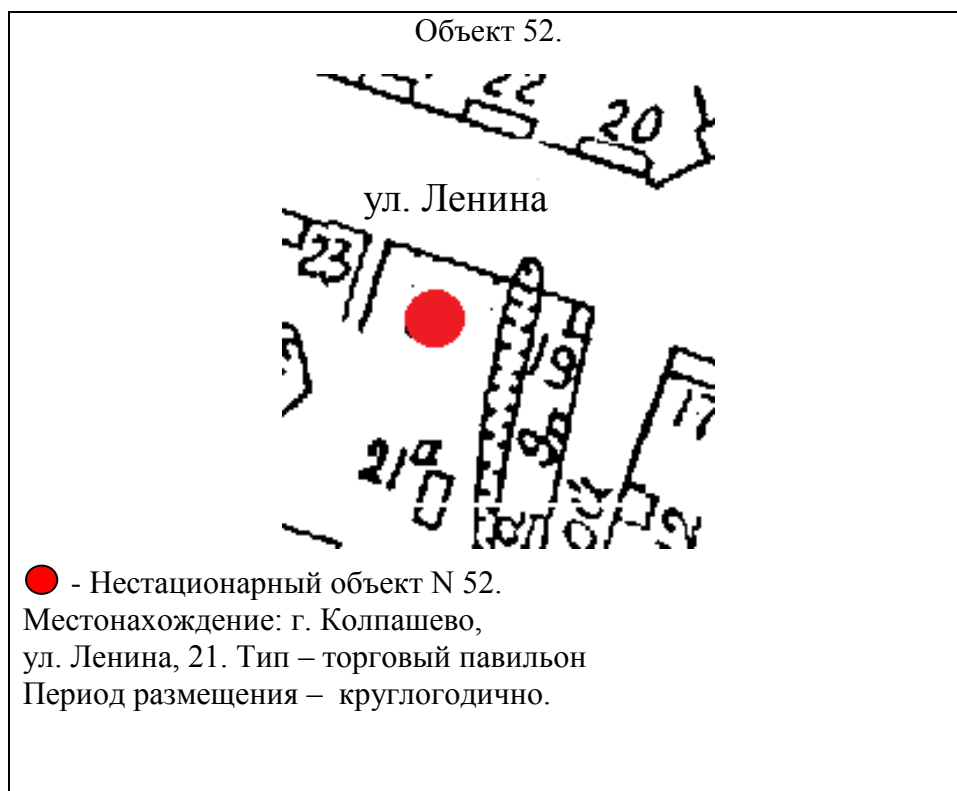 Объект 52.
22
20
ул. Ленина
23
19
17
21а
- Нестационарный объект N 52.
Местонахождение: г. Колпашево,
ул. Ленина, 21. Тип – торговый павильон
Период размещения – круглогодично.